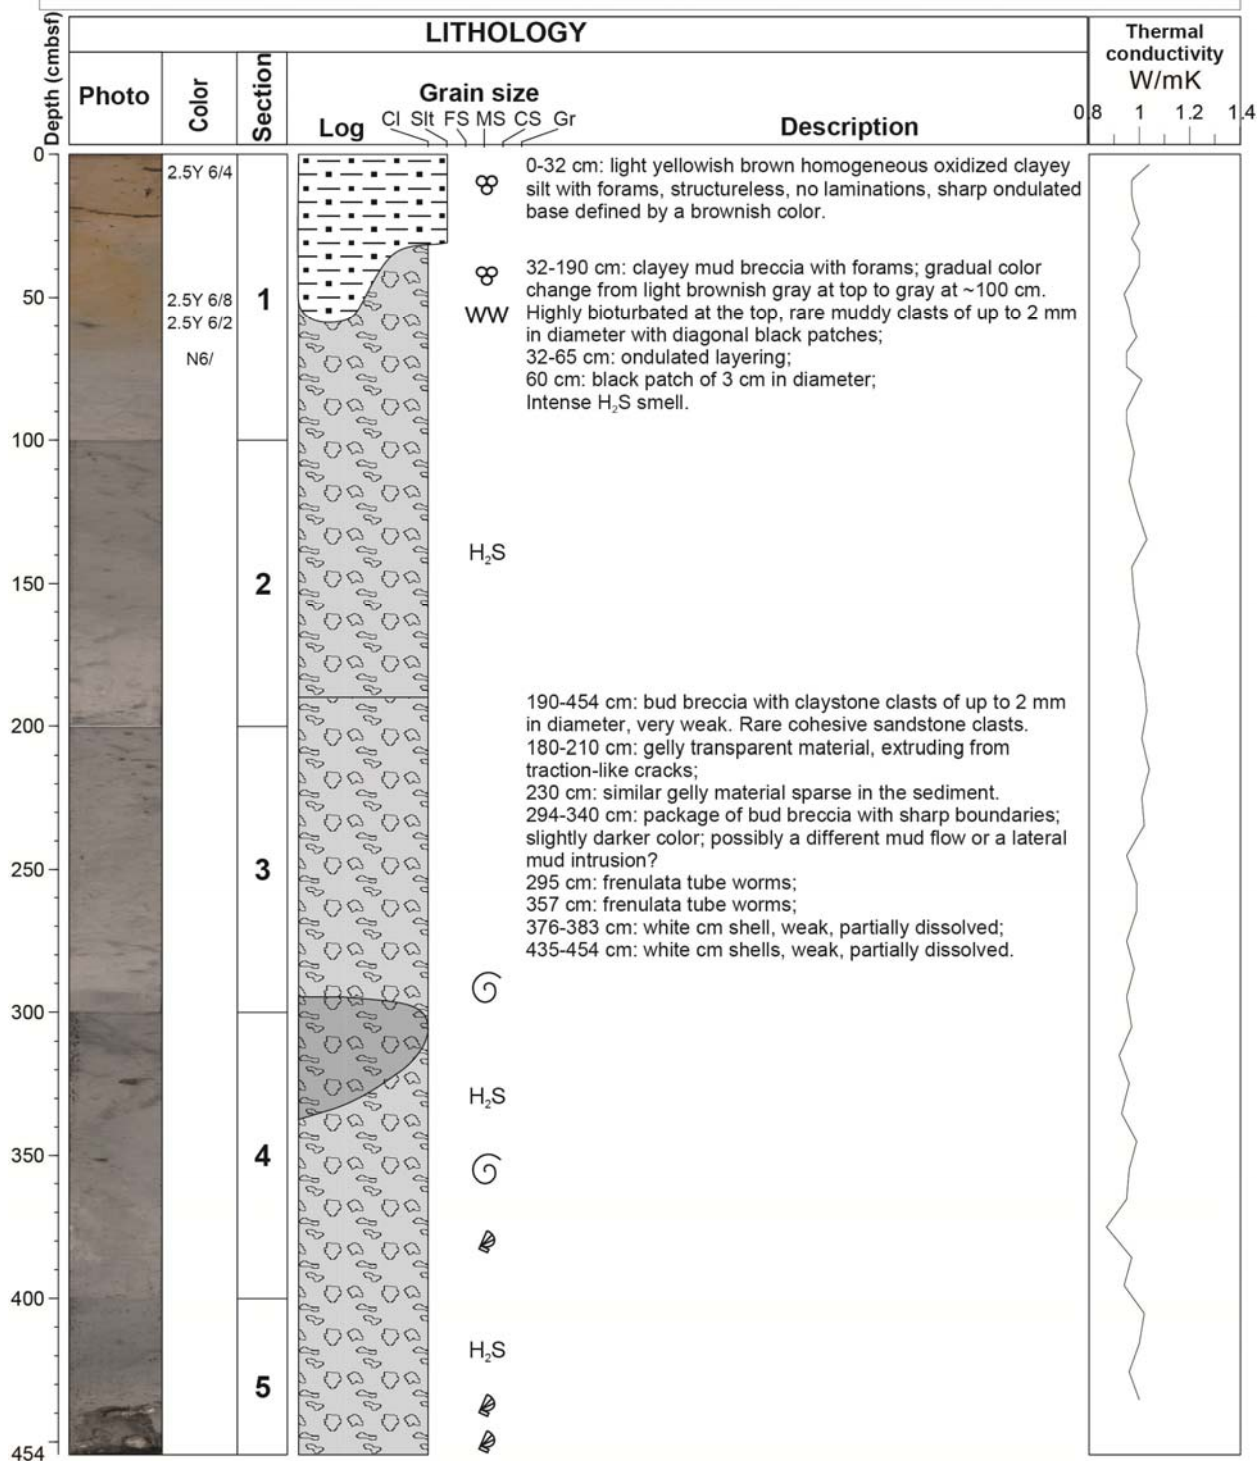 LITHOLOGY
Depth (cmbsf)
Photo
Color
Section
Log
Grain size
Cl Slt FS MS CS Gr
Description
Thermal
conductivity
W/mK
0.8 1 1.2 1.4
0
50
100
150
200
250
300
350
400
454
2.5Y 6/4
2.5Y 6/8
2.5Y 6/2
N6/
1
2
3
4
5
0-32 cm: light yellowish brown homogeneous oxidized clayey
silt with forams, structureless, no laminations, sharp ondulated
base defined by a brownish color.
32-190 cm: clayey mud breccia with forams; gradual color
change from light brownish gray at top to gray at ~100 cm.
Highly bioturbated at the top, rare muddy clasts of up to 2 mm
in diameter with diagonal black patches;
32-65 cm: ondulated layering;
60 cm: black patch of 3 cm in diameter;
Intense H₂S smell.
H₂S
190-454 cm: bud breccia with claystone clasts of up to 2 mm
in diameter, very weak. Rare cohesive sandstone clasts.
180-210 cm: gelly transparent material, extruding from
traction-like cracks;
230 cm: similar gelly material sparse in the sediment.
294-340 cm: package of bud breccia with sharp boundaries;
slightly darker color; possibly a different mud flow or a lateral
mud intrusion?
295 cm: frenulata tube worms;
357 cm: frenulata tube worms;
376-383 cm: white cm shell, weak, partially dissolved;
435-454 cm: white cm shells, weak, partially dissolved.
H₂S
H₂S